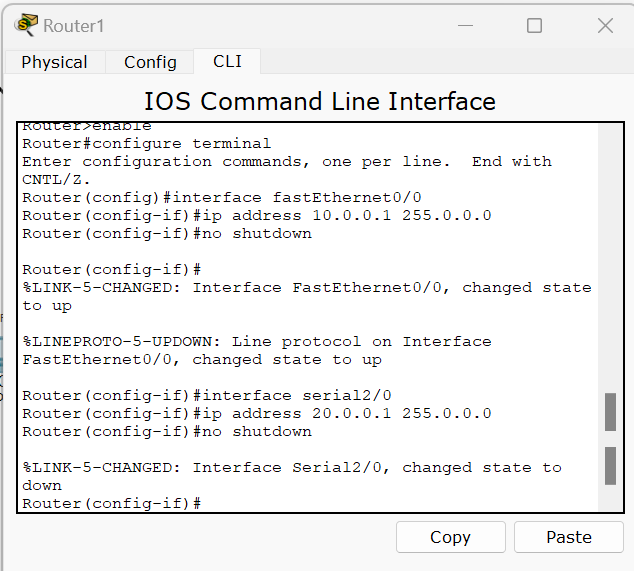 Router1
Physical Config CLI
IOS Command Line Interface
Router>enable
Router#configure terminal
Enter configuration commands, one per line.  End with
CNTL/Z.
Router(config)#interface fastEthernet0/0
Router(config-if)#ip address 10.0.0.1 255.0.0.0
Router(config-if)#no shutdown
Router(config-if)#
%LINK-5-CHANGED: Interface FastEthernet0/0, changed state
to up
%LINEPROTO-5-UPDOWN: Line protocol on Interface
FastEthernet0/0, changed state to up
Router(config-if)#interface serial2/0
Router(config-if)#ip address 20.0.0.1 255.0.0.0
Router(config-if)#no shutdown
%LINK-5-CHANGED: Interface Serial2/0, changed state to
down
Router(config-if)#
Copy Paste